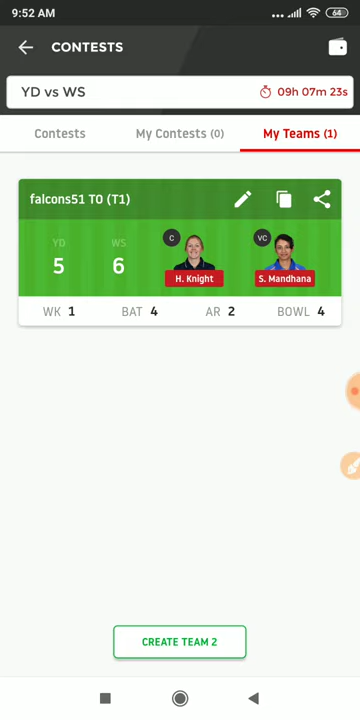 9:52 AM
64
CONTESTS
YD vs WS
09h 07m 23s
Contests
My Contests (0)
My Teams (1)
falcons51 TO (T1)
YD
WS
C
VC
5
6
H. Knight
S. Mandhana
WK 1
BAT 4
AR 2
BOWL 4
CREATE TEAM 2